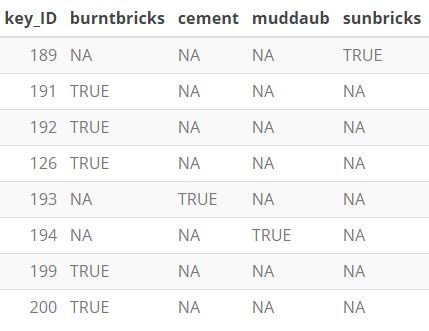 key_ID burntbricks cement muddaub sunbricks
189 NA NA NA TRUE
191 TRUE NA NA NA
192 TRUE NA NA NA
126 TRUE NA NA NA
193 NA TRUE NA NA
194 NA NA TRUE NA
199 TRUE NA NA NA
200 TRUE NA NA NA